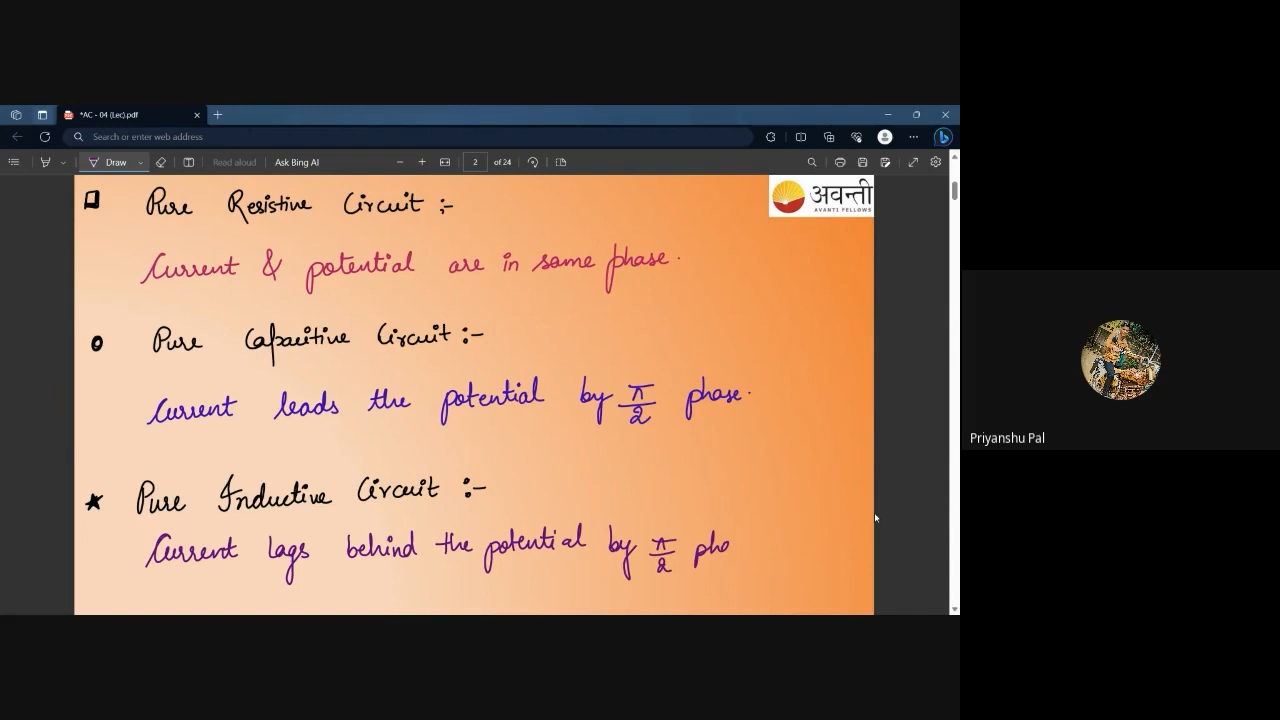 *AC - 04 (Lec).pdf
Search or enter web address
Draw
Read aloud
Ask Bing AI
2
of 24
Pure Resistive Circuit :-
अवन्ती
AVANTI FELLOWS
Current & potential are in same phase.
Pure Capacitive Circuit :-
Current leads the potential by π/2 phase.
Priyanshu Pal
Pure Inductive Circuit :-
Current lags behind the potential by π/2 pha